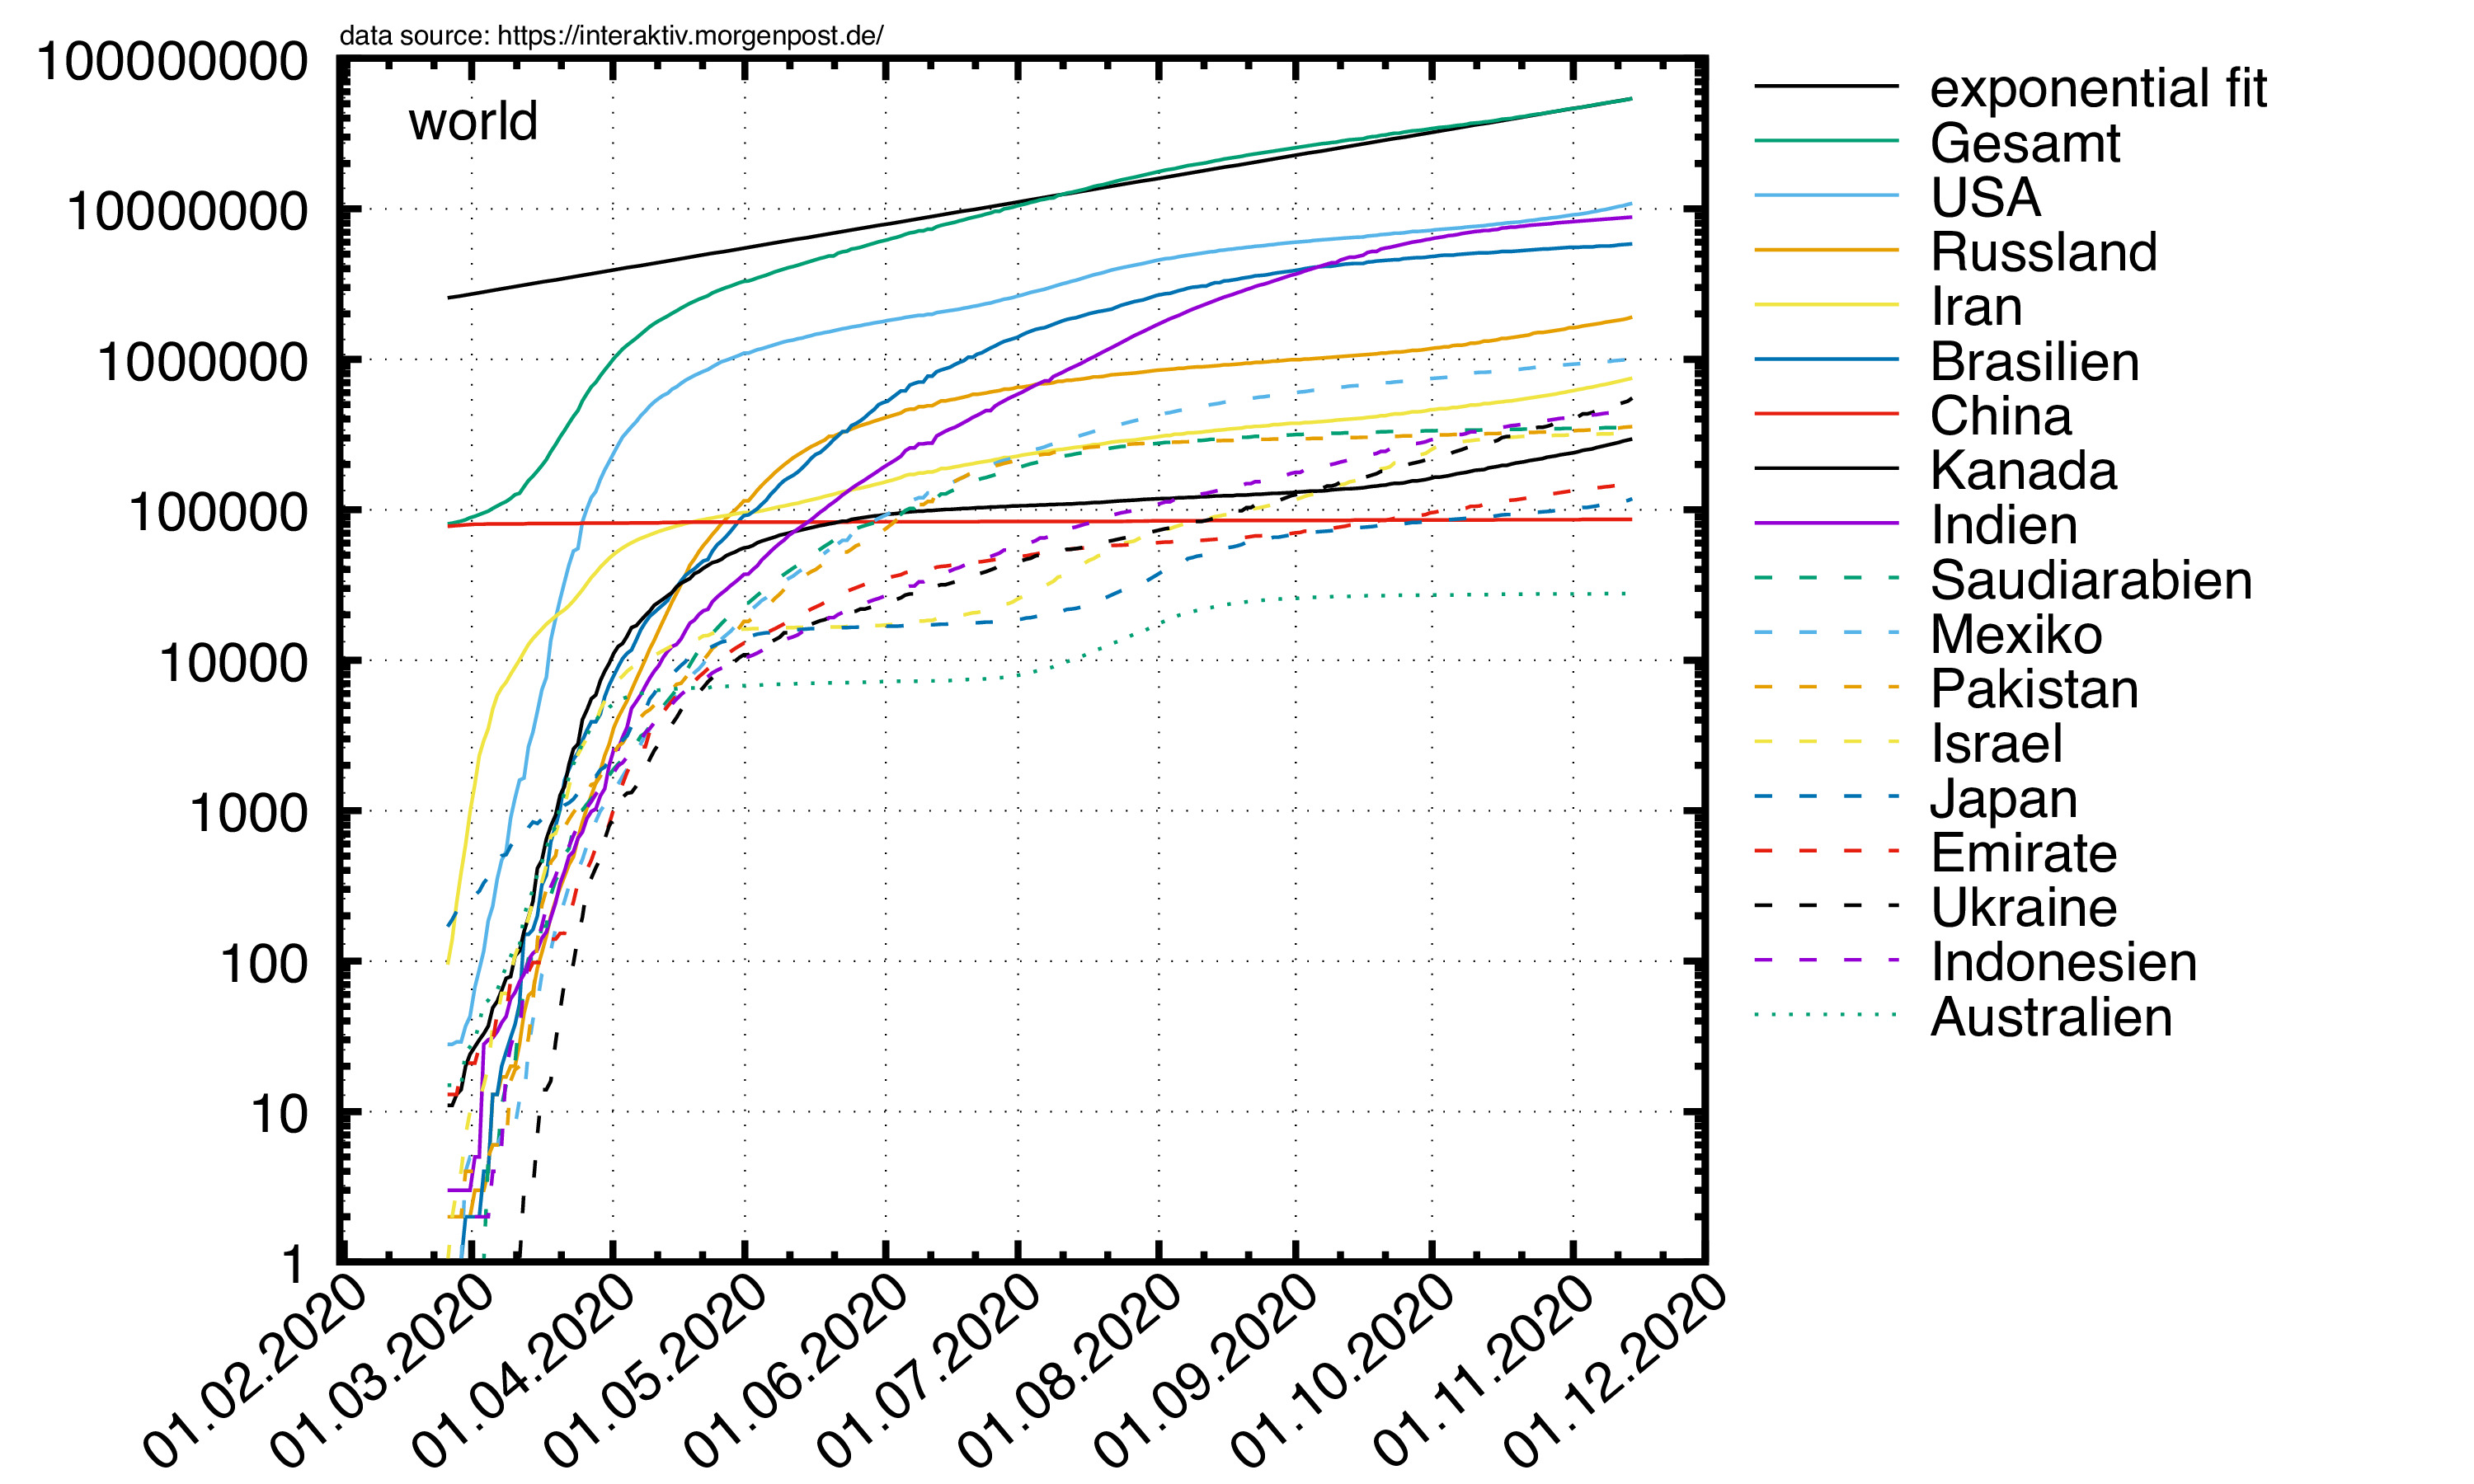 data source: https://interaktiv.morgenpost.de/
world
100000000
10000000
1000000
100000
10000
1000
100
10
1
01.02.2020
01.03.2020
01.04.2020
01.05.2020
01.06.2020
01.07.2020
01.08.2020
01.09.2020
01.10.2020
01.11.2020
01.12.2020
exponential fit
Gesamt
USA
Russland
Iran
Brasilien
China
Kanada
Indien
Saudiarabien
Mexiko
Pakistan
Israel
Japan
Emirate
Ukraine
Indonesien
Australien